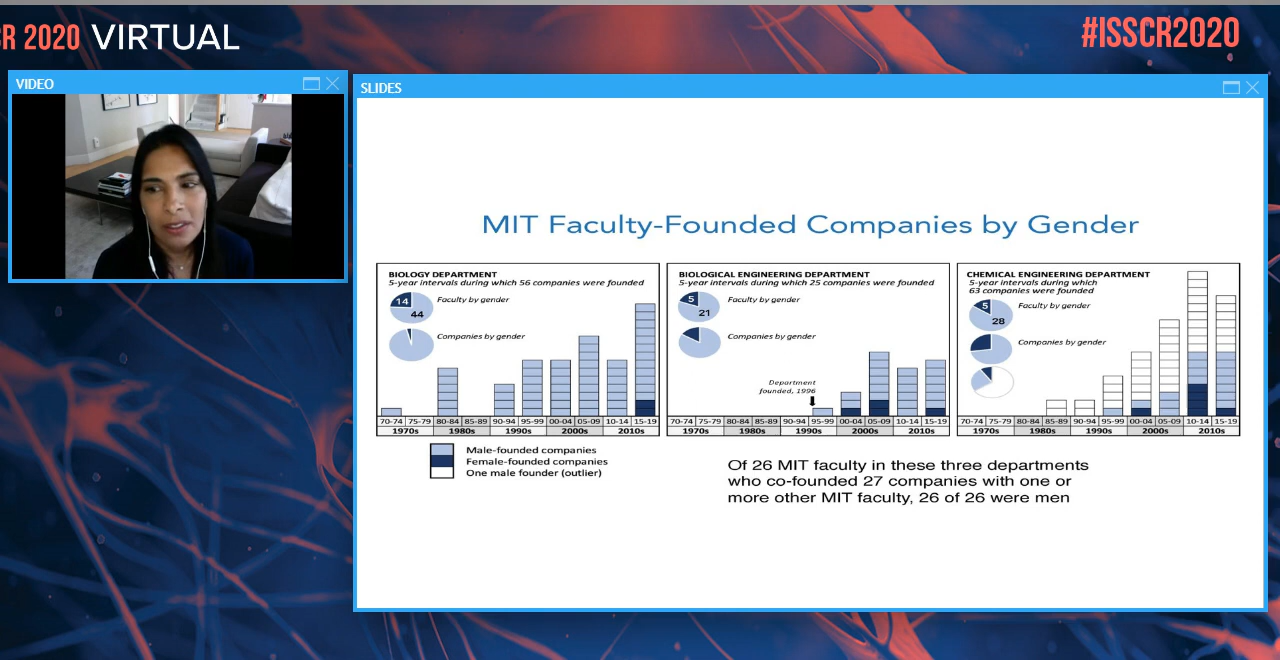 CR 2020 VIRTUAL
#ISSCR2020
VIDEO
SLIDES
MIT Faculty-Founded Companies by Gender
BIOLOGY DEPARTMENT
5-year intervals during which 56 companies were founded
14
44
Faculty by gender
Companies by gender
70-74 75-79 80-84 85-89 90-94 95-99 00-04 05-09 10-14 15-19
1970s 1980s 1990s 2000s 2010s
BIOLOGICAL ENGINEERING DEPARTMENT
5-year intervals during which 25 companies were founded
5
21
Faculty by gender
Companies by gender
Department
founded, 1996
70-74 75-79 80-84 85-89 90-94 95-99 00-04 05-09 10-14 15-19
1970s 1980s 1990s 2000s 2010s
CHEMICAL ENGINEERING DEPARTMENT
5-year intervals during which
63 companies were founded
5
28
Faculty by gender
Companies by gender
70-74 75-79 80-84 85-89 90-94 95-99 00-04 05-09 10-14 15-19
1970s 1980s 1990s 2000s 2010s
Male-founded companies
Female-founded companies
One male founder (outlier)
Of 26 MIT faculty in these three departments
who co-founded 27 companies with one or
more other MIT faculty, 26 of 26 were men